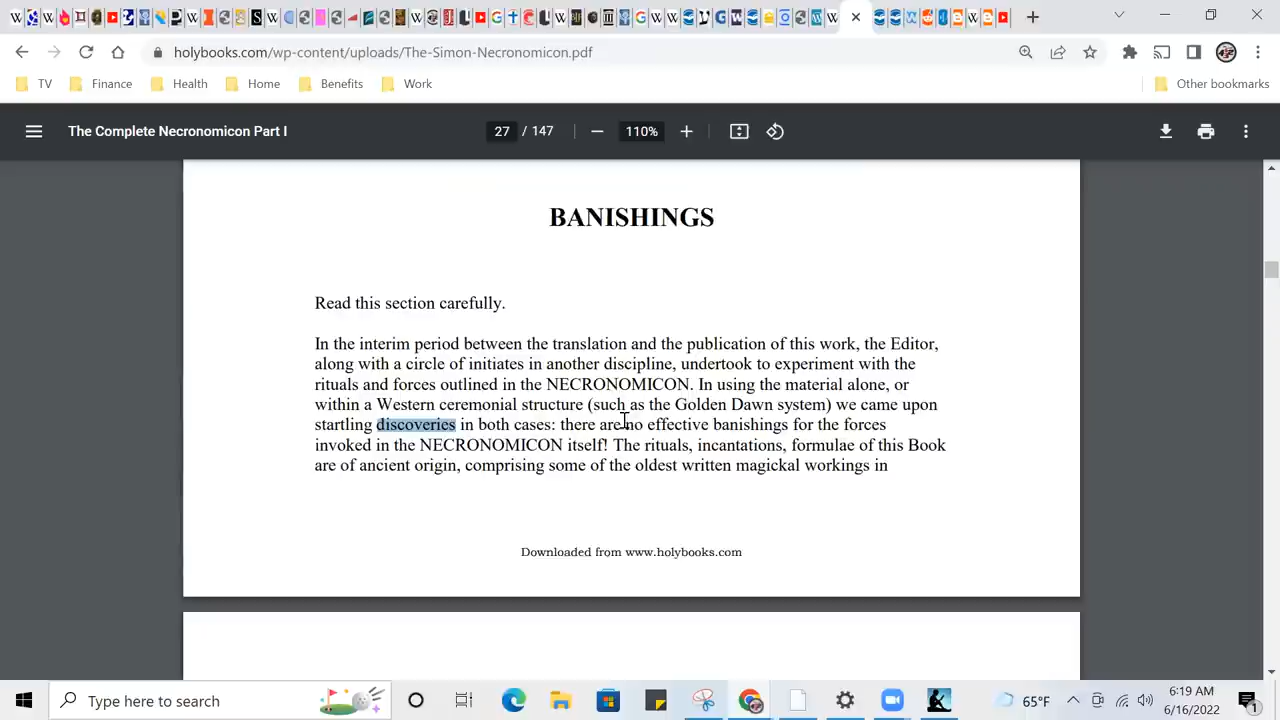 holybooks.com/wp-content/uploads/The-Simon-Necronomicon.pdf
TV Finance Health Home Benefits Work Other bookmarks
The Complete Necronomicon Part I 27 / 147 110%
BANISHINGS
Read this section carefully.
In the interim period between the translation and the publication of this work, the Editor,
along with a circle of initiates in another discipline, undertook to experiment with the
rituals and forces outlined in the NECRONOMICON. In using the material alone, or
within a Western ceremonial structure (such as the Golden Dawn system) we came upon
startling discoveries in both cases: there are no effective banishings for the forces
invoked in the NECRONOMICON itself! The rituals, incantations, formulae of this Book
are of ancient origin, comprising some of the oldest written magickal workings in
Downloaded from www.holybooks.com
Type here to search
65°F
6:19 AM
6/16/2022